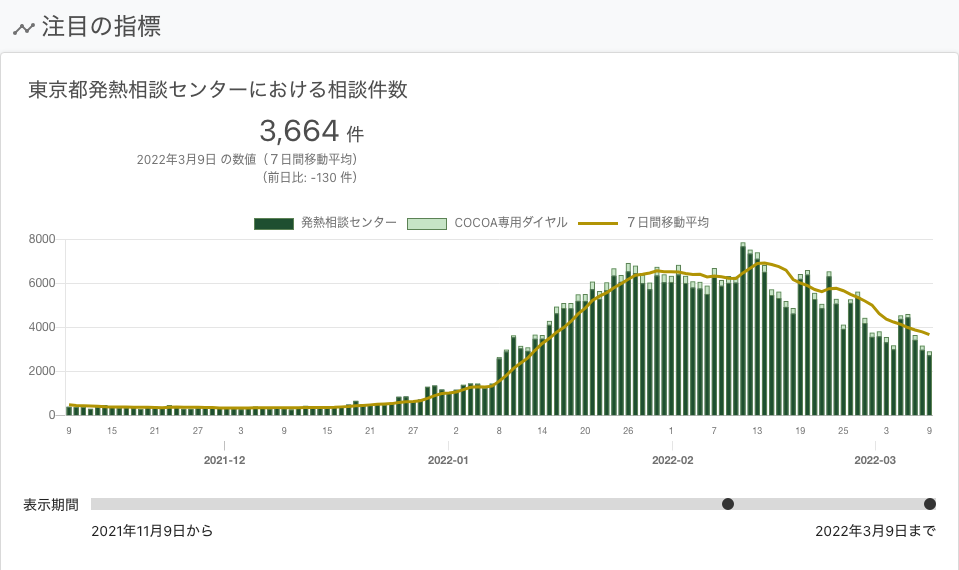 注目の指標
東京都発熱相談センターにおける相談件数
3,664 件
2022年3月9日 の数値（７日間移動平均）
（前日比: -130 件）
発熱相談センター COCOA専用ダイヤル ７日間移動平均
8000
6000
4000
2000
0
9 15 21 27 3 9 15 21 27 2 8 14 20 26 1 7 13 19 25 3 9
2021-12 2022-01 2022-02 2022-03
表示期間
2021年11月9日から 2022年3月9日まで